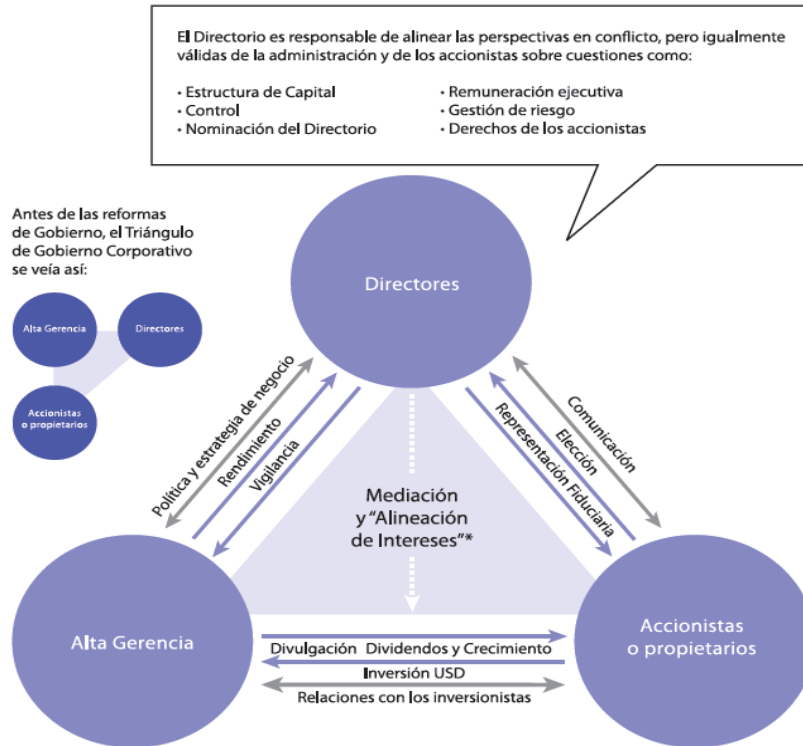 El Directorio es responsable de alinear las perspectivas en conflicto, pero igualmente
válidas de la administración y de los accionistas sobre cuestiones como:
• Estructura de Capital
• Control
• Nominación del Directorio
• Remuneración ejecutiva
• Gestión de riesgo
• Derechos de los accionistas
Antes de las reformas
de Gobierno, el Triángulo
de Gobierno Corporativo
se veía así:
Alta Gerencia
Directores
Accionistas
o propietarios
Directores
Política y estrategia de negocio
Rendimiento
Vigilancia
Comunicación
Elección
Representación Fiduciaria
Mediación
y "Alineación
de Intereses"*
Alta Gerencia
Accionistas
o propietarios
Divulgación Dividendos y Crecimiento
Inversión USD
Relaciones con los inversionistas